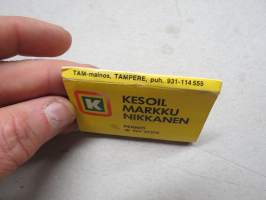 TAM-mainos, TAMPERE, puh. 931-114 555
K
KESOIL
MARKKU
NIKKANEN